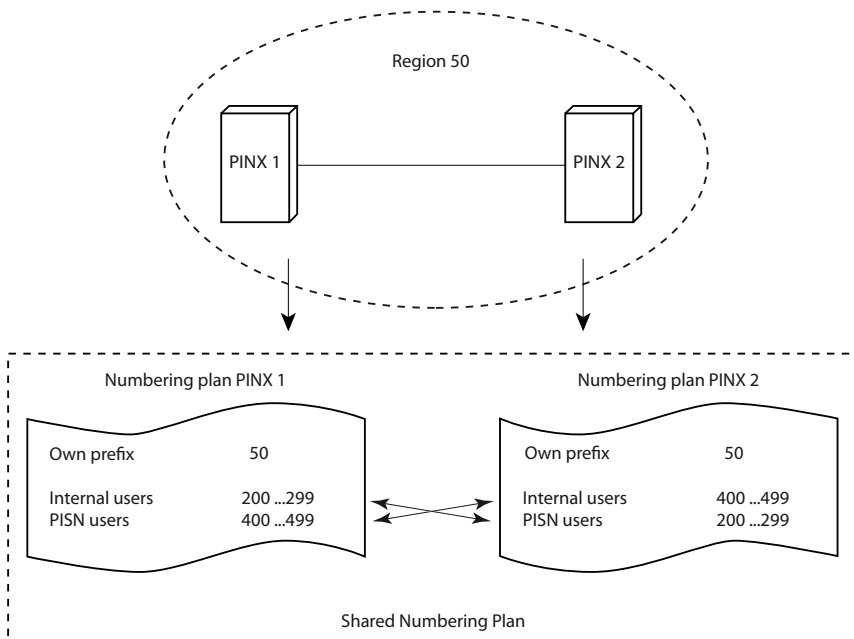 Region 50
PINX 1
PINX 2
Numbering plan PINX 1
Own prefix 50
Internal users 200 ...299
PISN users 400 ...499
Numbering plan PINX 2
Own prefix 50
Internal users 400 ...499
PISN users 200 ...299
Shared Numbering Plan